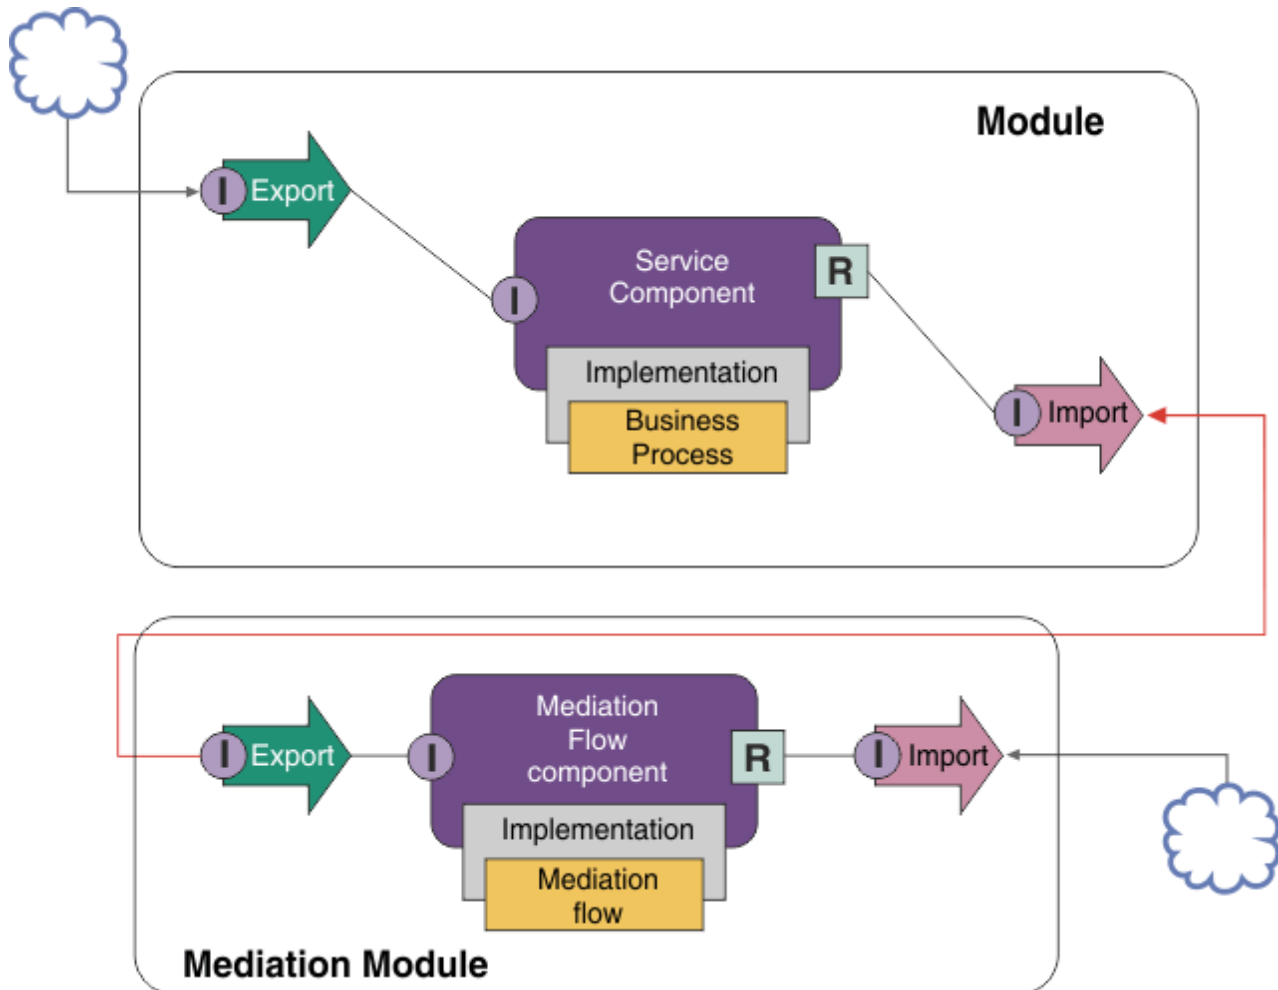 Module
I
Export
Service
Component
R
I
Implementation
Business
Process
I
Import
I
Export
I
Mediation
Flow
component
R
I
Import
Implementation
Mediation
flow
Mediation Module